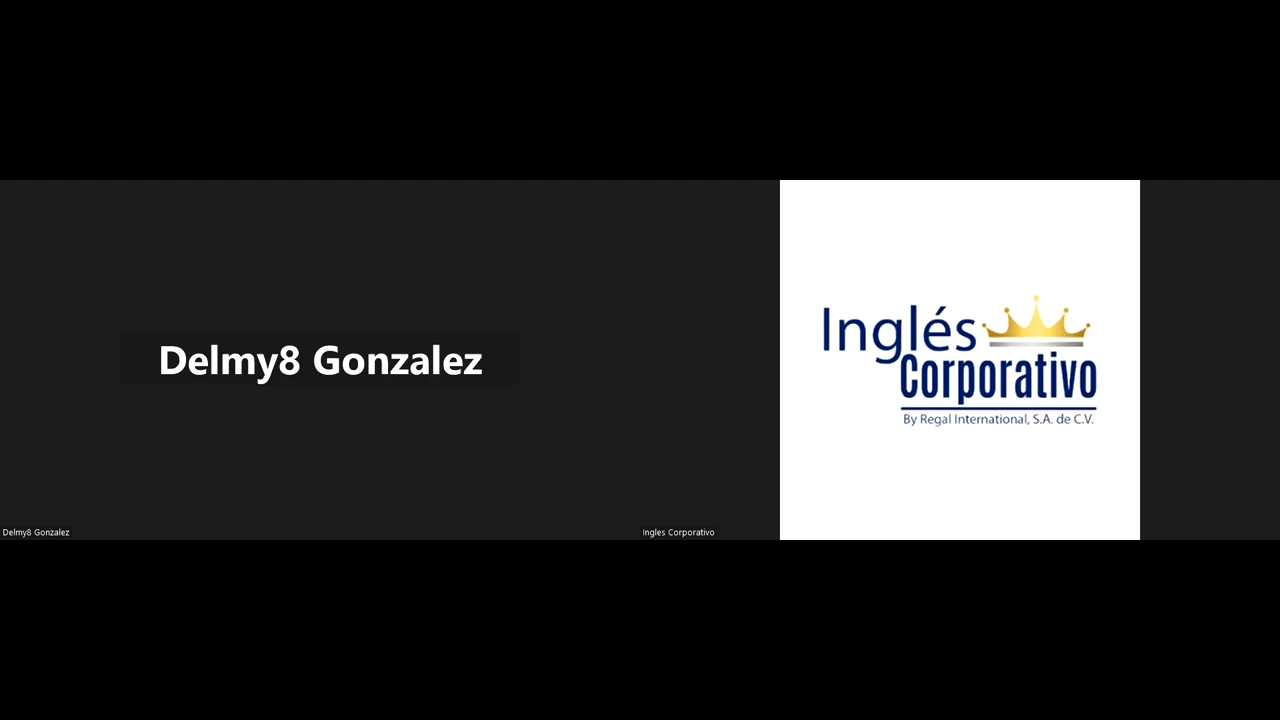 Delmy8 Gonzalez
Inglés
Corporativo
By Regal International, S.A. de C.V.
Delmy8 Gonzalez
Ingles Corporativo